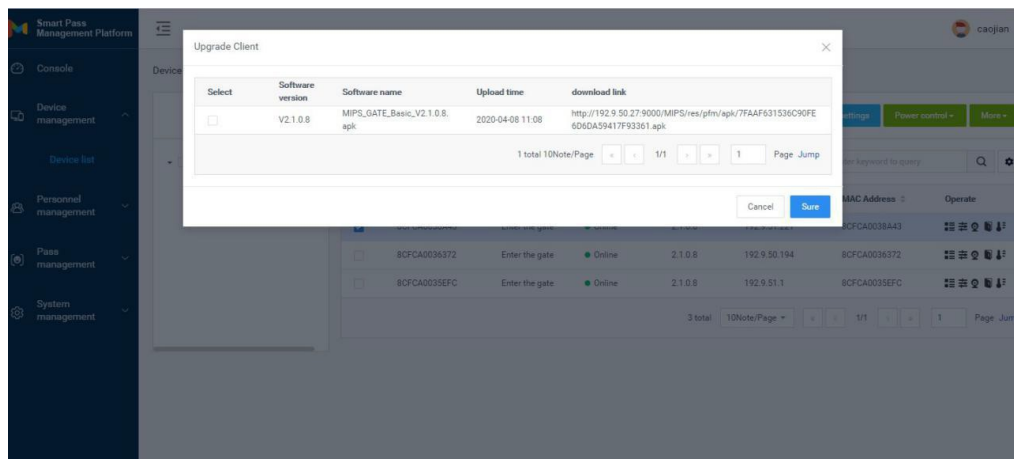 Smart Pass
Management Platform
caojian
Console
Device
management
Device list
Personnel
management
Pass
management
System
management
Device
Upgrade Client
Select
Software
version
Software name
Upload time
download link
V2.1.0.8
MIPS_GATE_Basic_V2.1.0.8.
apk
2020-04-08 11:08
http://192.9.50.27:9000/MIPS/res/pfm/apk/7FAAF631536C90FE
6D6DA59417F93361.apk
1 total 10Note/Page « ‹ 1/1 › » 1 Page Jump
Cancel
Sure
Power control
More
keyword to query
MAC Address
Operate
8CFCA0038A43
8CFCA0036372 Enter the gate Online 2.1.0.8 192.9.50.194 8CFCA0036372
8CFCA0035EFC Enter the gate Online 2.1.0.8 192.9.51.1 8CFCA0035EFC
3 total 10Note/Page 1/1 1 Page